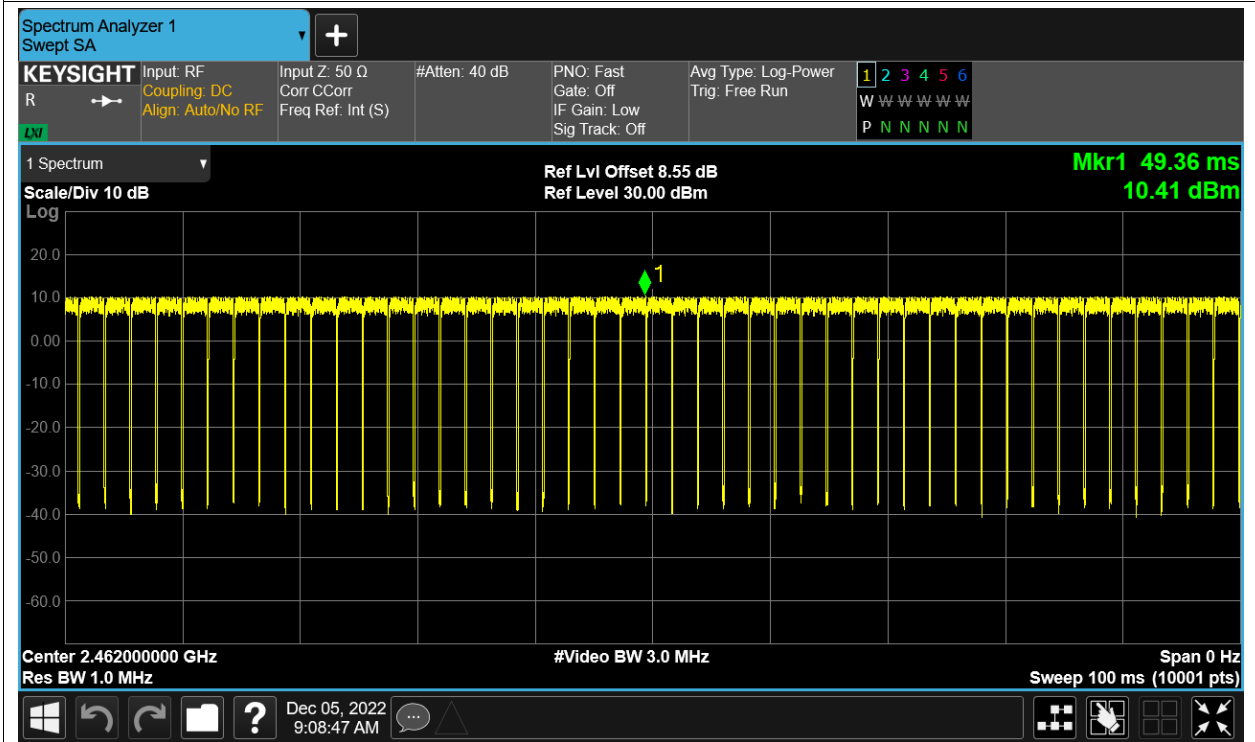 Spectrum Analyzer 1
Swept SA
+
KEYSIGHT
R
LXI
Input: RF
Coupling: DC
Align: Auto/No RF
Input Z: 50 Ω
Corr CCorr
Freq Ref: Int (S)
#Atten: 40 dB
PNO: Fast
Gate: Off
IF Gain: Low
Sig Track: Off
Avg Type: Log-Power
Trig: Free Run
1 2 3 4 5 6
W W W W W W
P N N N N N
1 Spectrum
Scale/Div 10 dB
Ref Lvl Offset 8.55 dB
Ref Level 30.00 dBm
Mkr1 49.36 ms
10.41 dBm
Log
20.0
10.0
0.00
-10.0
-20.0
-30.0
-40.0
-50.0
-60.0
1
Center 2.462000000 GHz
Res BW 1.0 MHz
#Video BW 3.0 MHz
Span 0 Hz
Sweep 100 ms (10001 pts)
?
Dec 05, 2022
9:08:47 AM